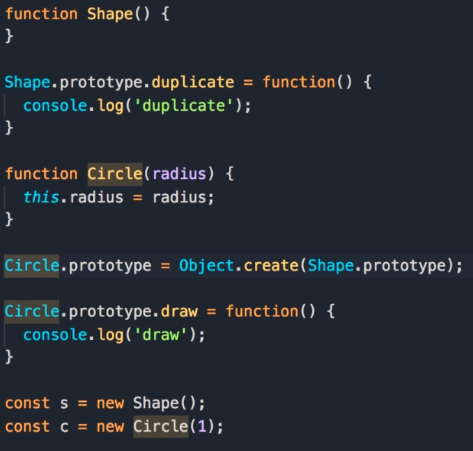 function Shape() {
}
Shape.prototype.duplicate = function() {
console.log('duplicate');
}
function Circle(radius) {
this.radius = radius;
}
Circle.prototype = Object.create(Shape.prototype);
Circle.prototype.draw = function() {
console.log('draw');
}
const s = new Shape();
const c = new Circle(1);